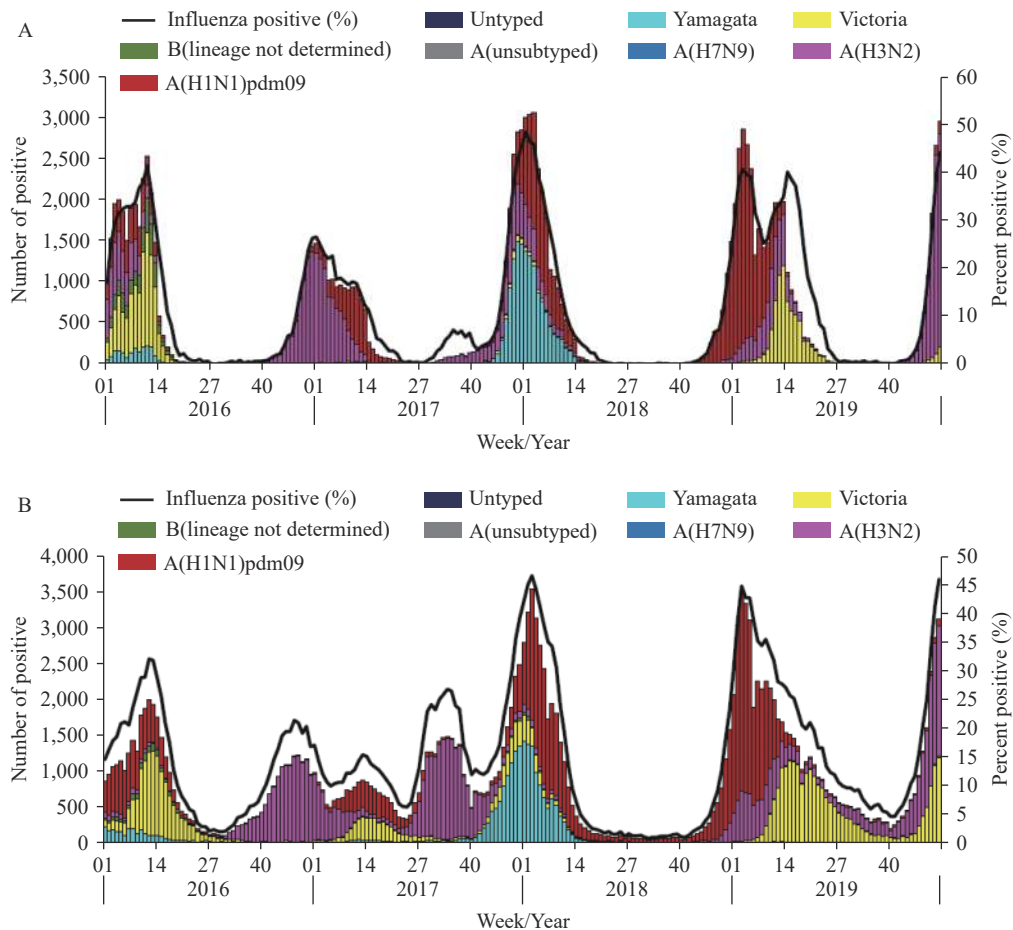 A
Influenza positive (%) Untyped Yamagata Victoria
B(lineage not determined) A(unsubtyped) A(H7N9) A(H3N2)
A(H1N1)pdm09
3,500
3,000
2,500
2,000
1,500
1,000
500
0
Number of positive
60
50
40
30
20
10
0
Percent positive (%)
01 14 27 40 01 14 27 40 01 14 27 40 01 14 27 40
2016 2017 2018 2019
Week/Year
B
Influenza positive (%) Untyped Yamagata Victoria
B(lineage not determined) A(unsubtyped) A(H7N9) A(H3N2)
A(H1N1)pdm09
4,000
3,500
3,000
2,500
2,000
1,500
1,000
500
0
Number of positive
50
45
40
35
30
25
20
15
10
5
0
Percent positive (%)
01 14 27 40 01 14 27 40 01 14 27 40 01 14 27 40
2016 2017 2018 2019
Week/Year